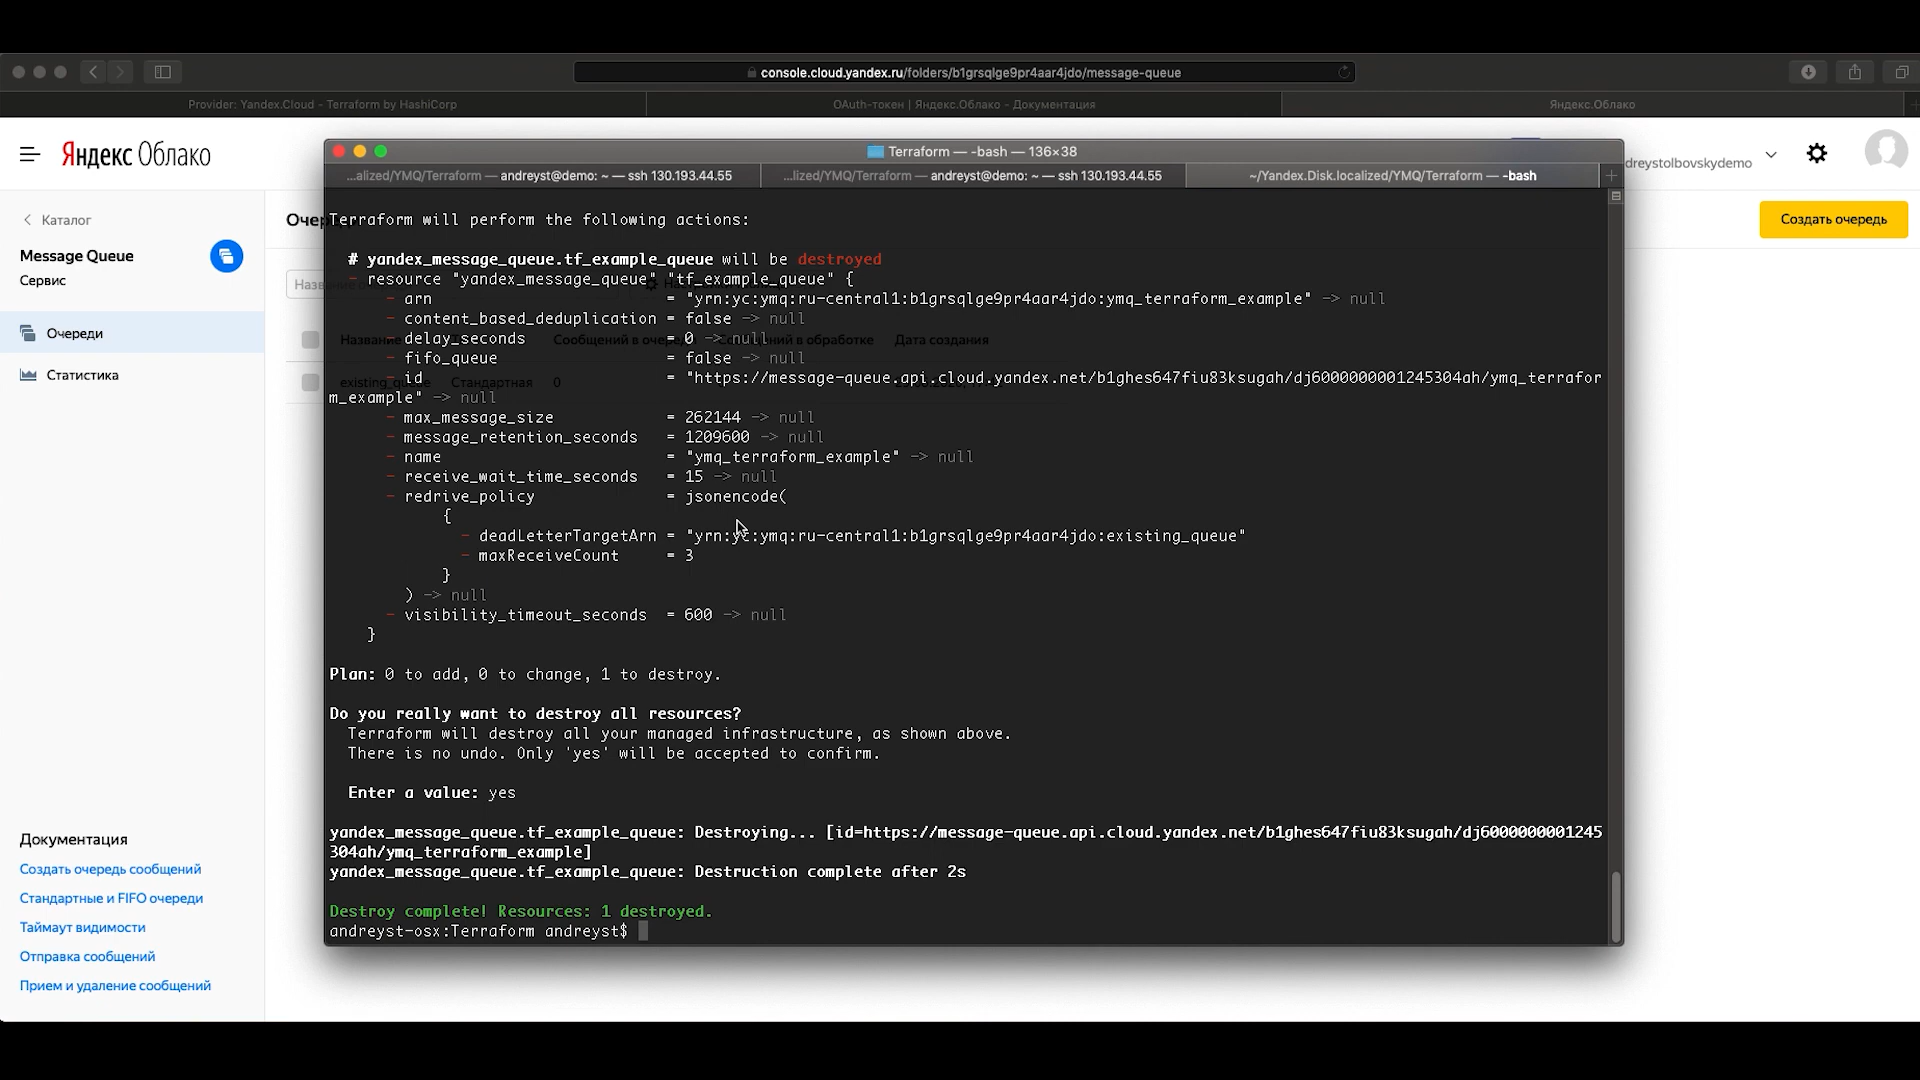 console.cloud.yandex.ru/folders/b1grsqlge9pr4aar4jdo/message-queue
Provider: Yandex.Cloud - Terraform by HashiCorp
OAuth-токен | Яндекс.Облако - Документация
Яндекс.Облако
Яндекс Облако
dreystolbovskydemo
Каталог
Message Queue
Сервис
Очереди
Статистика
Создать очередь
Документация
Создать очередь сообщений
Стандартные и FIFO очереди
Таймаут видимости
Отправка сообщений
Прием и удаление сообщений
existing_queue Стандартная 0
Дата создания
Terraform — -bash — 136×38
...alized/YMQ/Terraform — andreyst@demo: ~ — ssh 130.193.44.55
...lized/YMQ/Terraform — andreyst@demo: ~ — ssh 130.193.44.55
~/Yandex.Disk.localized/YMQ/Terraform — -bash
Terraform will perform the following actions:
# yandex_message_queue.tf_example_queue will be destroyed
- resource "yandex_message_queue" "tf_example_queue" {
- arn = "yrn:yc:ymq:ru-central1:b1grsqlge9pr4aar4jdo:ymq_terraform_example" -> null
- content_based_deduplication = false -> null
- delay_seconds = 0 -> null
- fifo_queue = false -> null
- id = "https://message-queue.api.cloud.yandex.net/b1ghes647fiu83ksugah/dj6000000001245304ah/ymq_terrafor
m_example" -> null
- max_message_size = 262144 -> null
- message_retention_seconds = 1209600 -> null
- name = "ymq_terraform_example" -> null
- receive_wait_time_seconds = 15 -> null
- redrive_policy = jsonencode(
{
- deadLetterTargetArn = "yrn:yc:ymq:ru-central1:b1grsqlge9pr4aar4jdo:existing_queue"
- maxReceiveCount = 3
}
) -> null
- visibility_timeout_seconds = 600 -> null
}
Plan: 0 to add, 0 to change, 1 to destroy.
Do you really want to destroy all resources?
Terraform will destroy all your managed infrastructure, as shown above.
There is no undo. Only 'yes' will be accepted to confirm.
Enter a value: yes
yandex_message_queue.tf_example_queue: Destroying... [id=https://message-queue.api.cloud.yandex.net/b1ghes647fiu83ksugah/dj6000000001245
304ah/ymq_terraform_example]
yandex_message_queue.tf_example_queue: Destruction complete after 2s
Destroy complete! Resources: 1 destroyed.
andreyst-osx:Terraform andreyst$